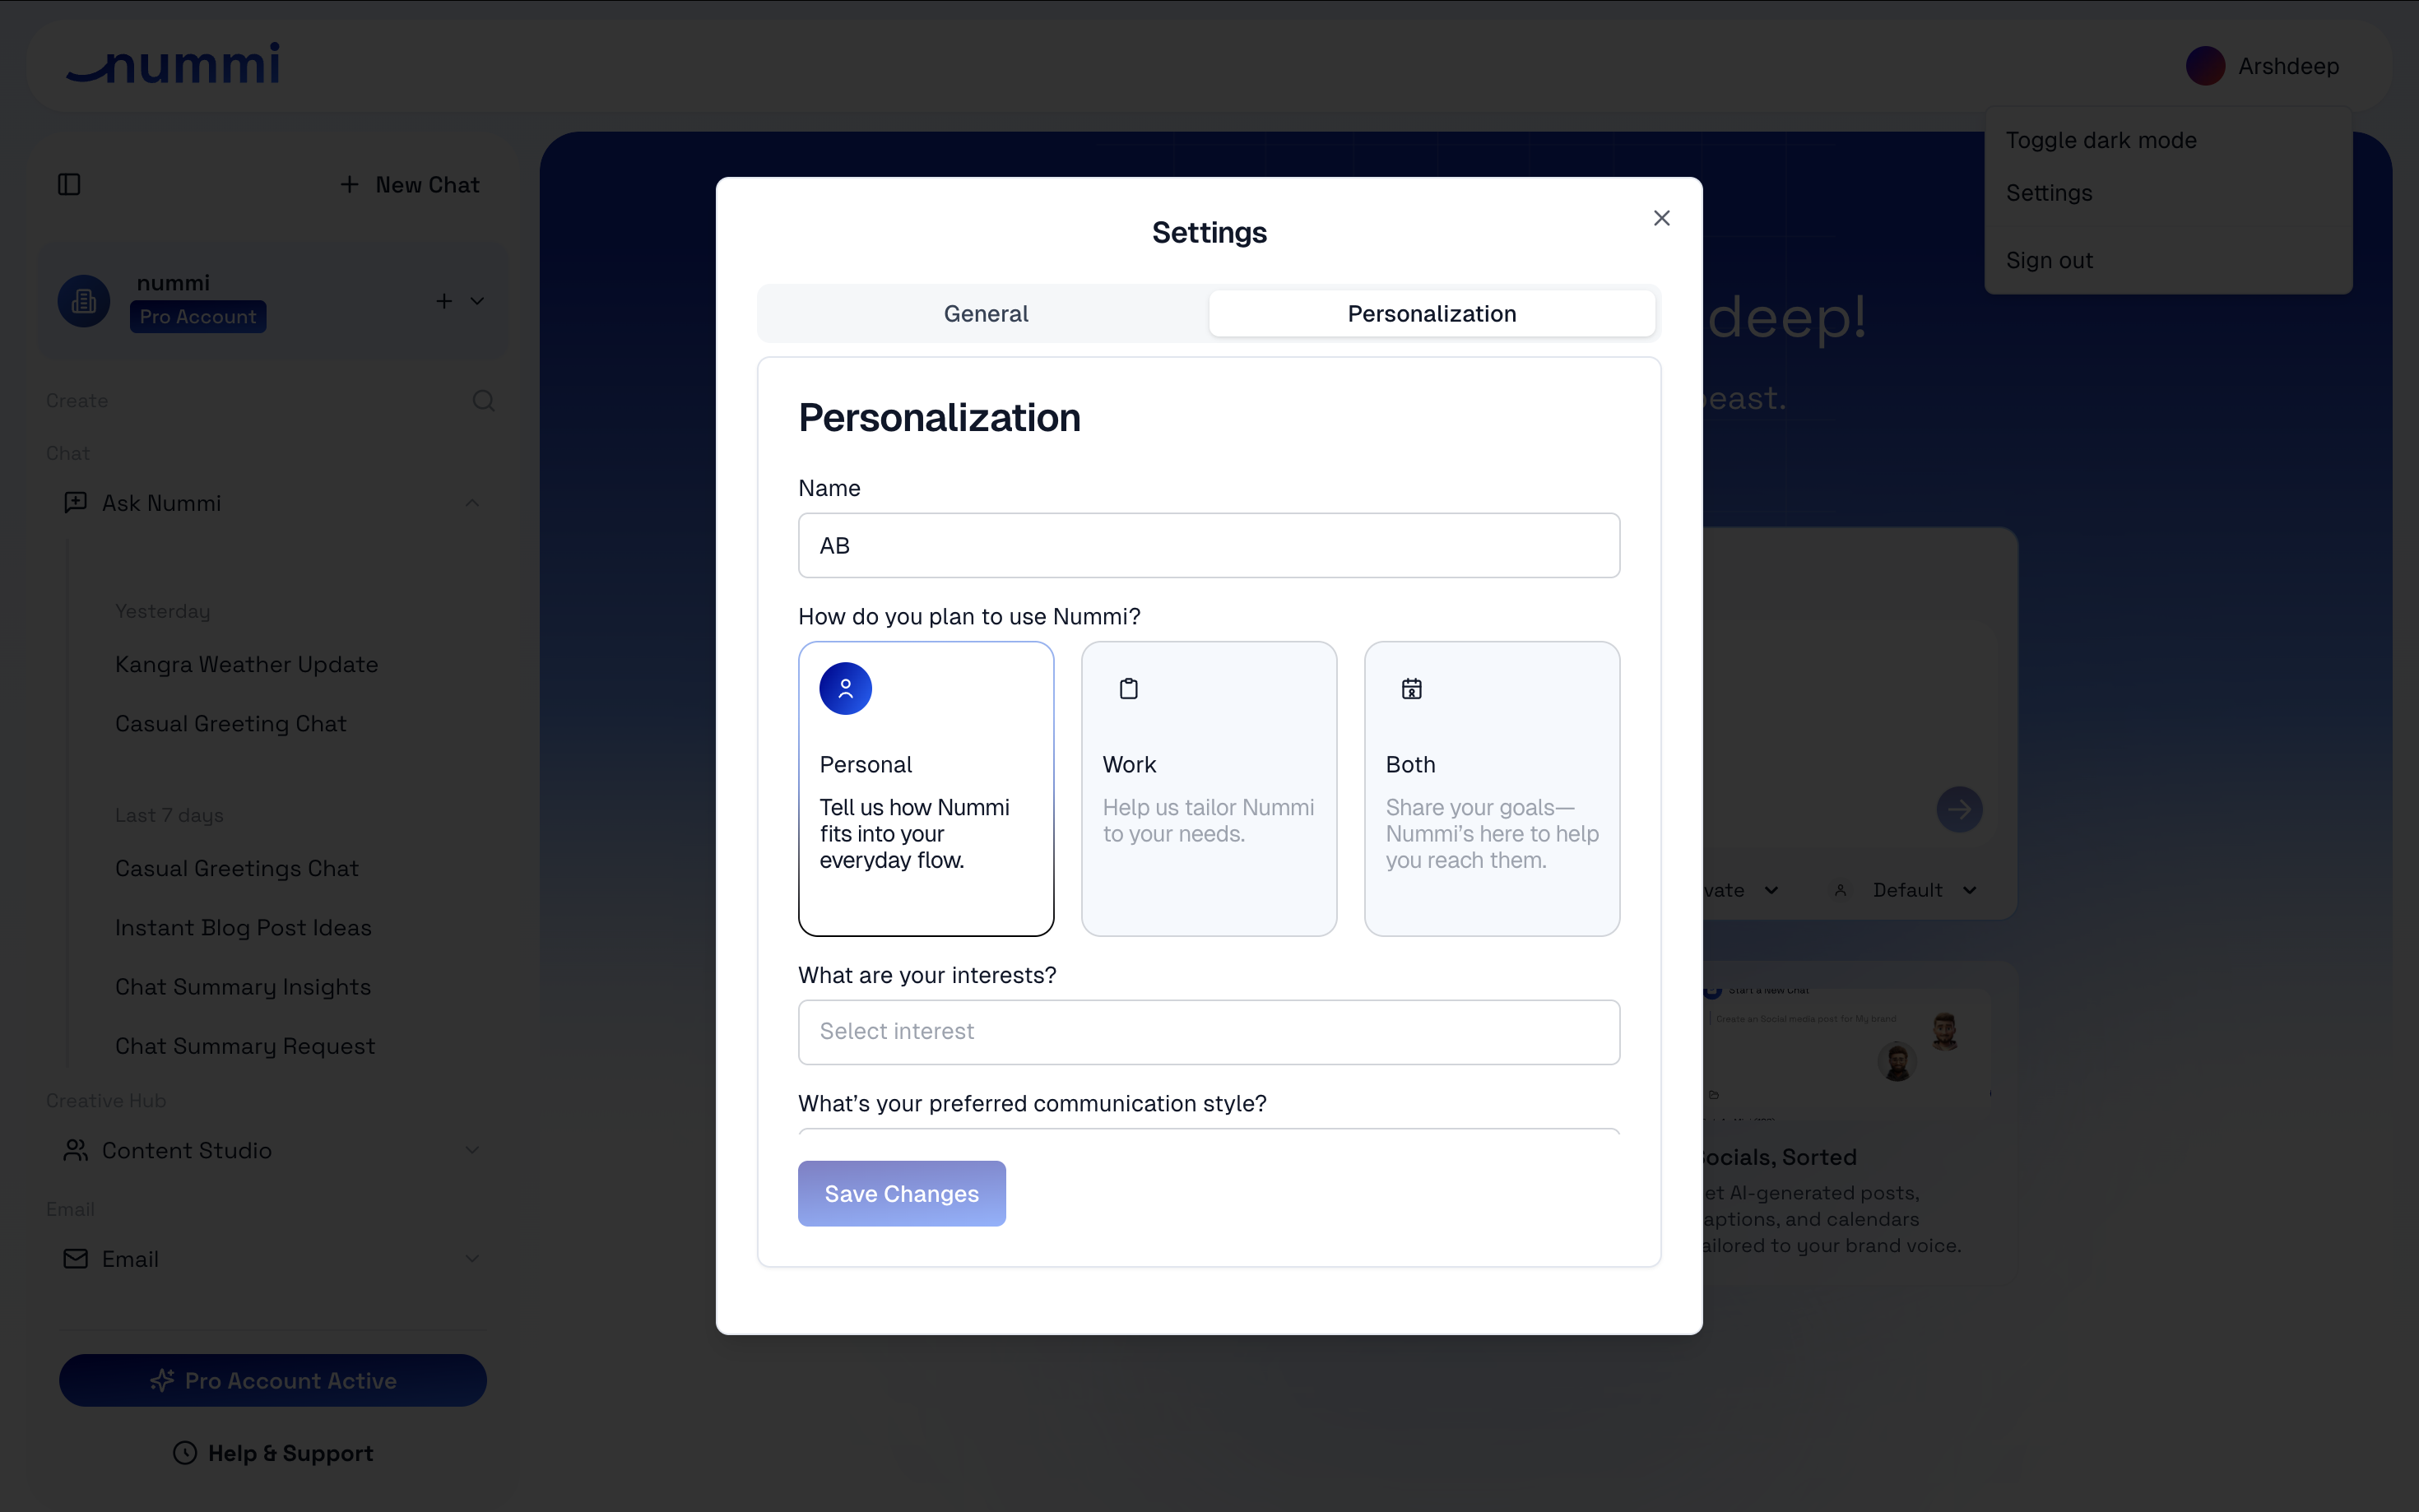 nummi
Arshdeep
Toggle dark mode
Settings
Sign out
New Chat
nummi
Pro Account
Create
Chat
Ask Nummi
Yesterday
Kangra Weather Update
Casual Greeting Chat
Last 7 days
Casual Greetings Chat
Instant Blog Post Ideas
Chat Summary Insights
Chat Summary Request
Creative Hub
Content Studio
Email
Email
Pro Account Active
Help & Support
Settings
General
Personalization
Personalization
Name
AB
How do you plan to use Nummi?
Personal
Tell us how Nummi
fits into your
everyday flow.
Work
Help us tailor Nummi
to your needs.
Both
Share your goals—
Nummi’s here to help
you reach them.
What are your interests?
Select interest
What’s your preferred communication style?
Save Changes
deep!
east.
vate
Default
Start a New Chat
Create an Social media post for My brand
ocials, Sorted
et AI-generated posts,
aptions, and calendars
ailored to your brand voice.